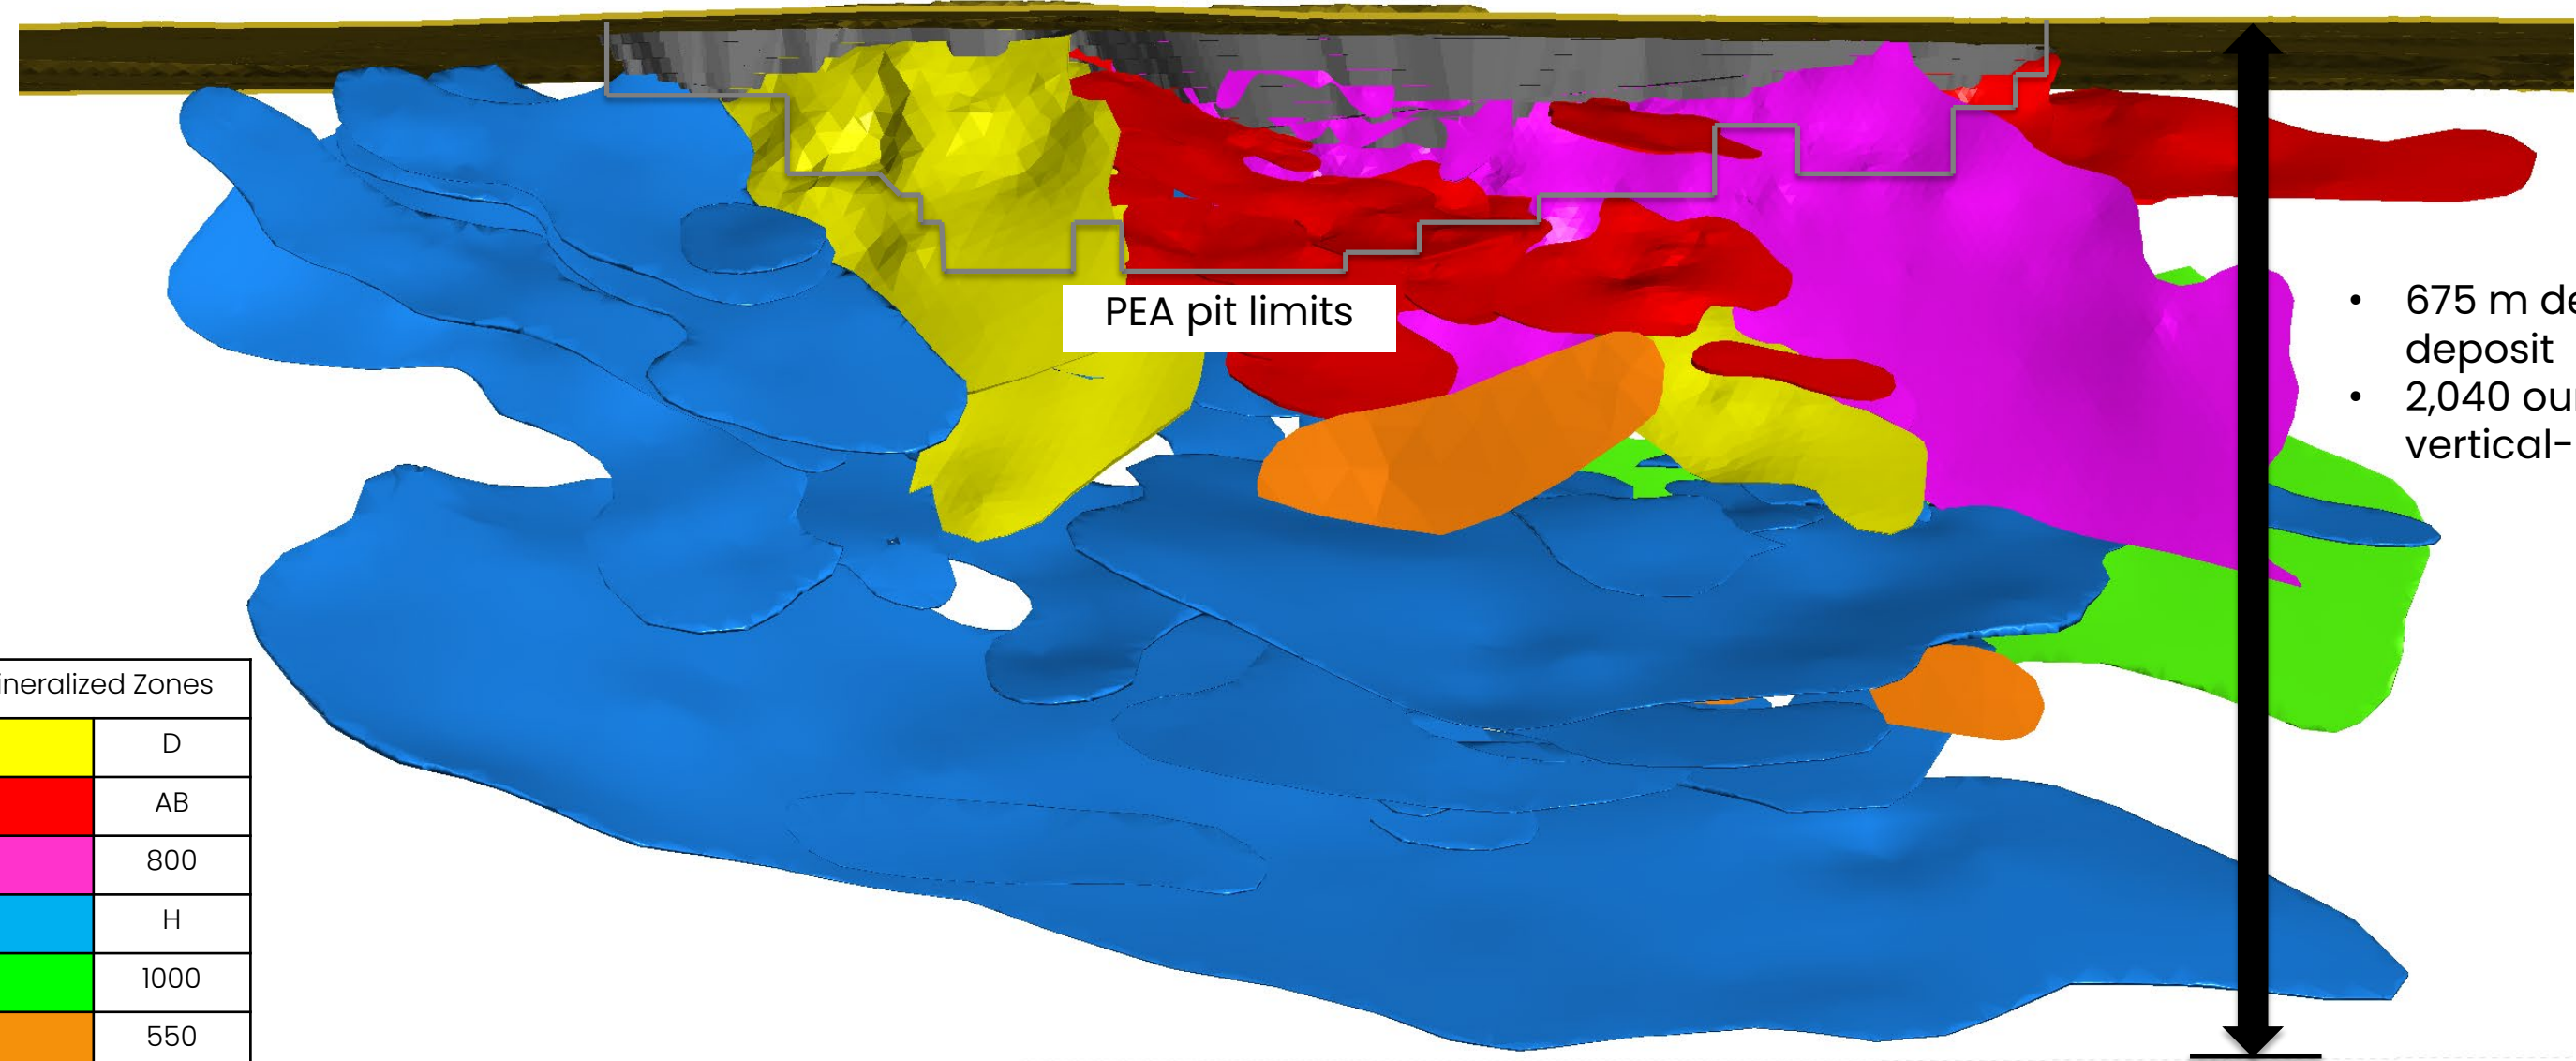 PEA pit limits
• 675 m de
deposit
• 2,040 ou
vertical-
ineralized Zones
D
AB
800
H
1000
550